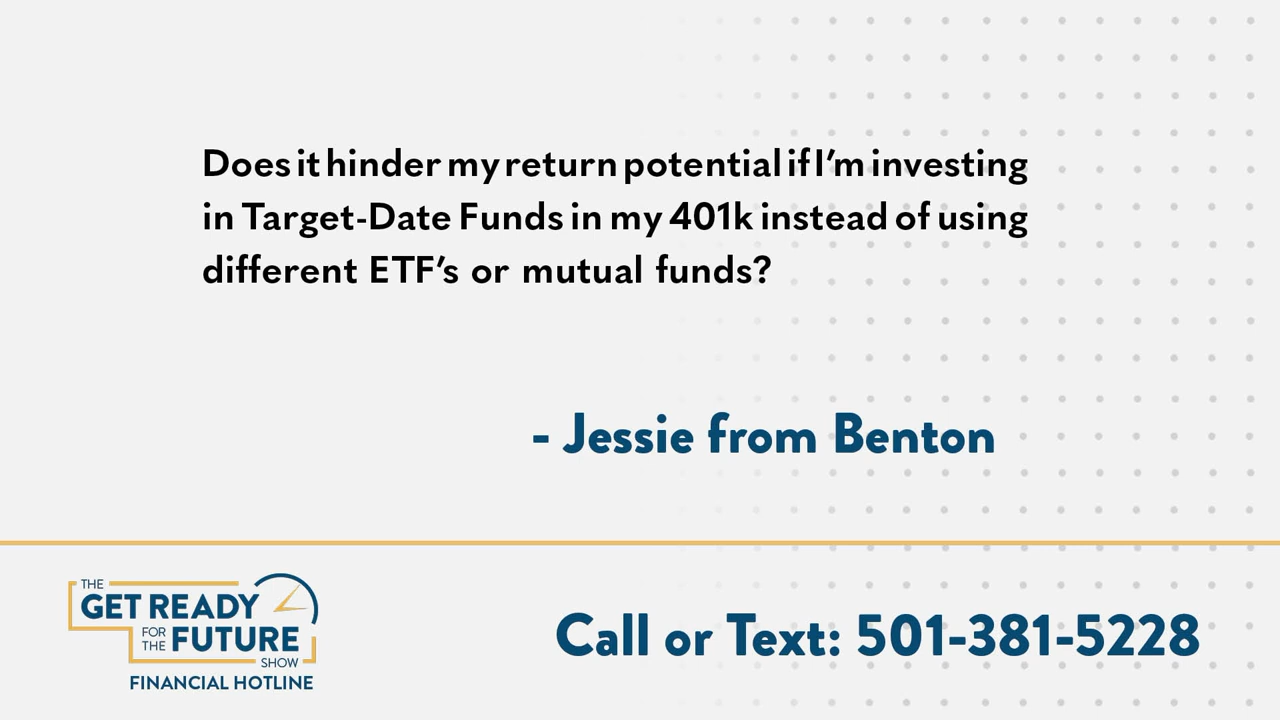 Does it hinder my return potential if I'm investing
in Target-Date Funds in my 401k instead of using
different ETF's or mutual funds?
- Jessie from Benton
THE
GET READY
FOR THE FUTURE
SHOW
FINANCIAL HOTLINE
Call or Text: 501-381-5228